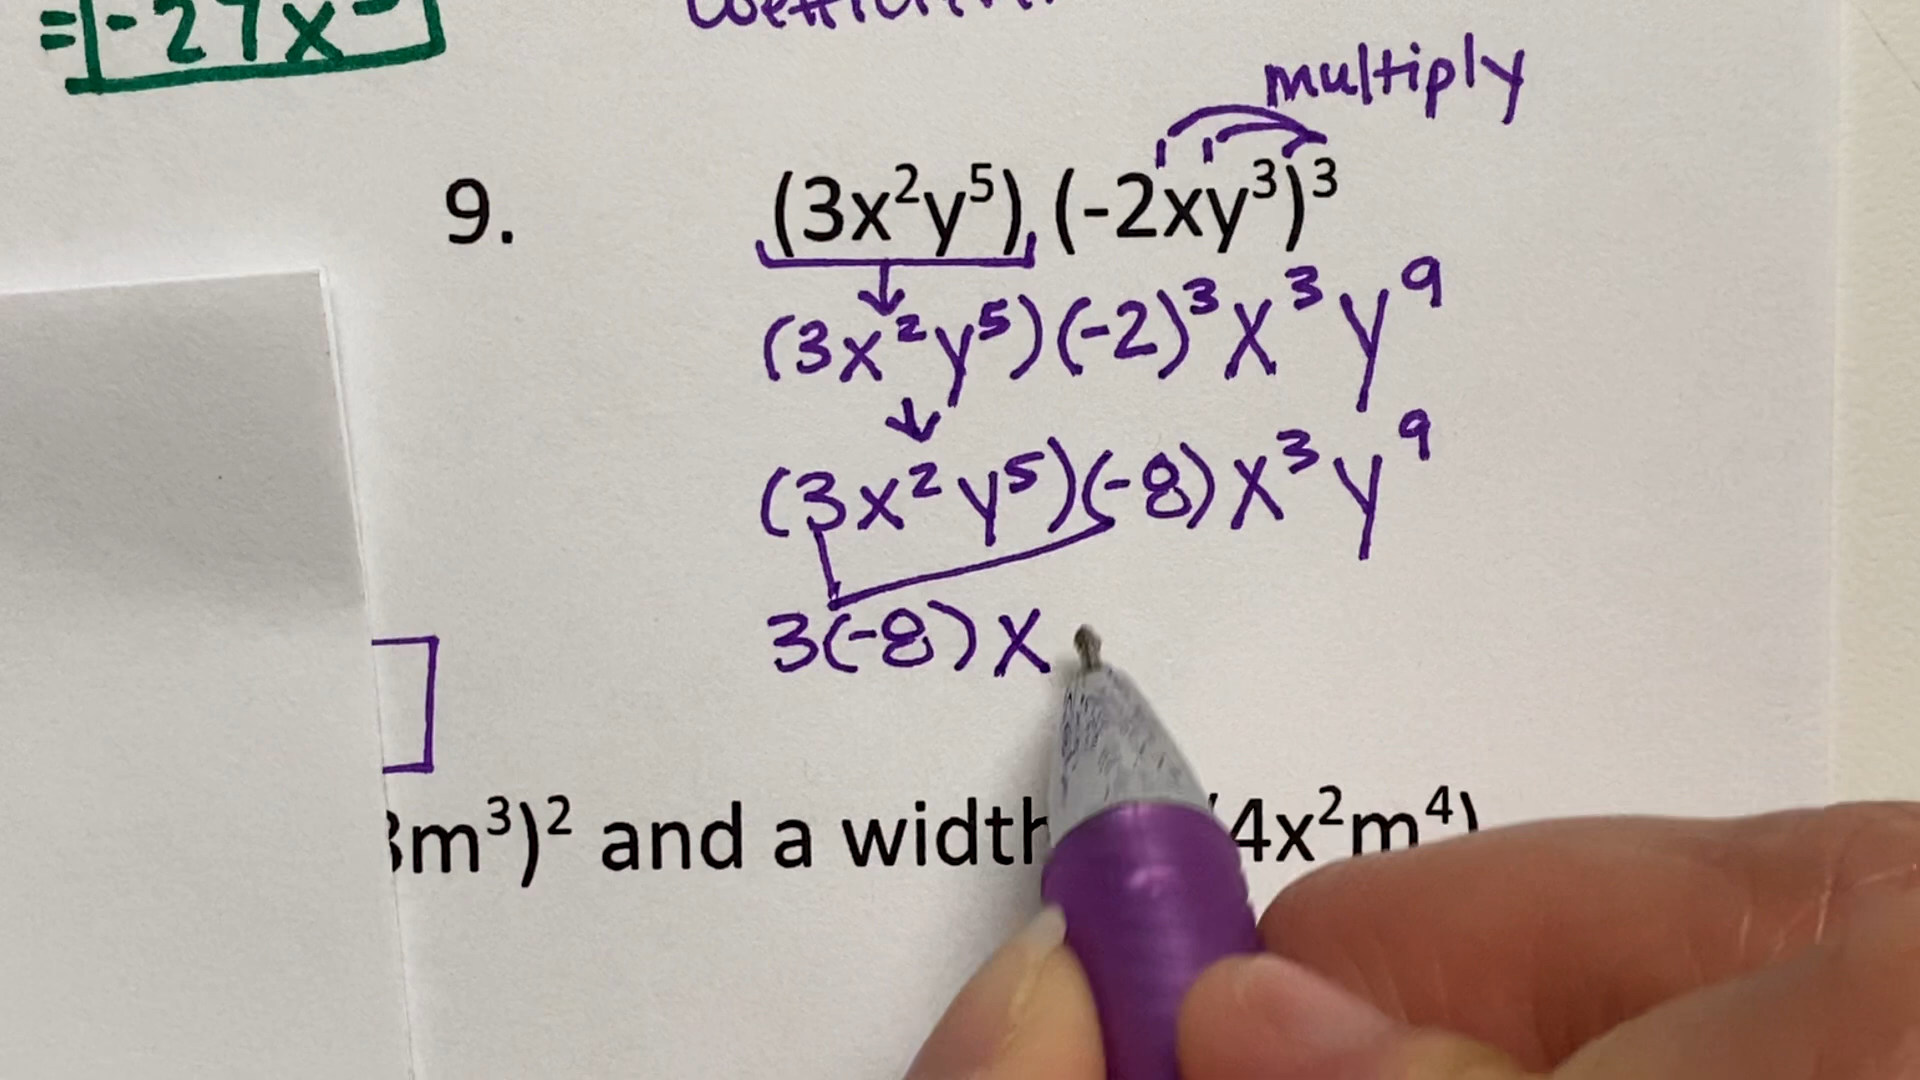 = -27x
multiply
9. (3x²y⁵) (-2xy³)³
(3x²y⁵)(-2)³x³y⁹
(3x²y⁵)(-8)x³y⁹
3(-8)x
m³)² and a width 4x²m⁴)